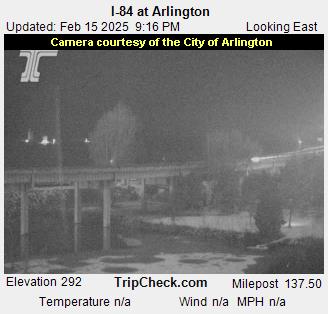 I-84 at Arlington
Updated: Feb 15 2025 9:16 PM Looking East
Camera courtesy of the City of Arlington
Elevation 292 TripCheck.com Milepost 137.50
Temperature n/a Wind n/a MPH n/a